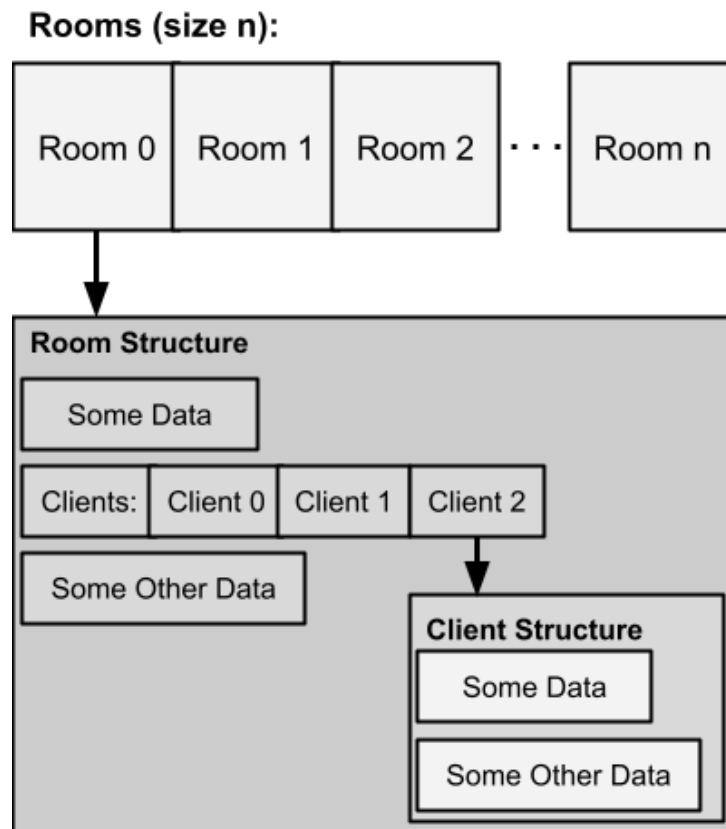 Rooms (size n):
Room 0 Room 1 Room 2 . . . Room n
Room Structure
Some Data
Clients: Client 0 Client 1 Client 2
Some Other Data
Client Structure
Some Data
Some Other Data